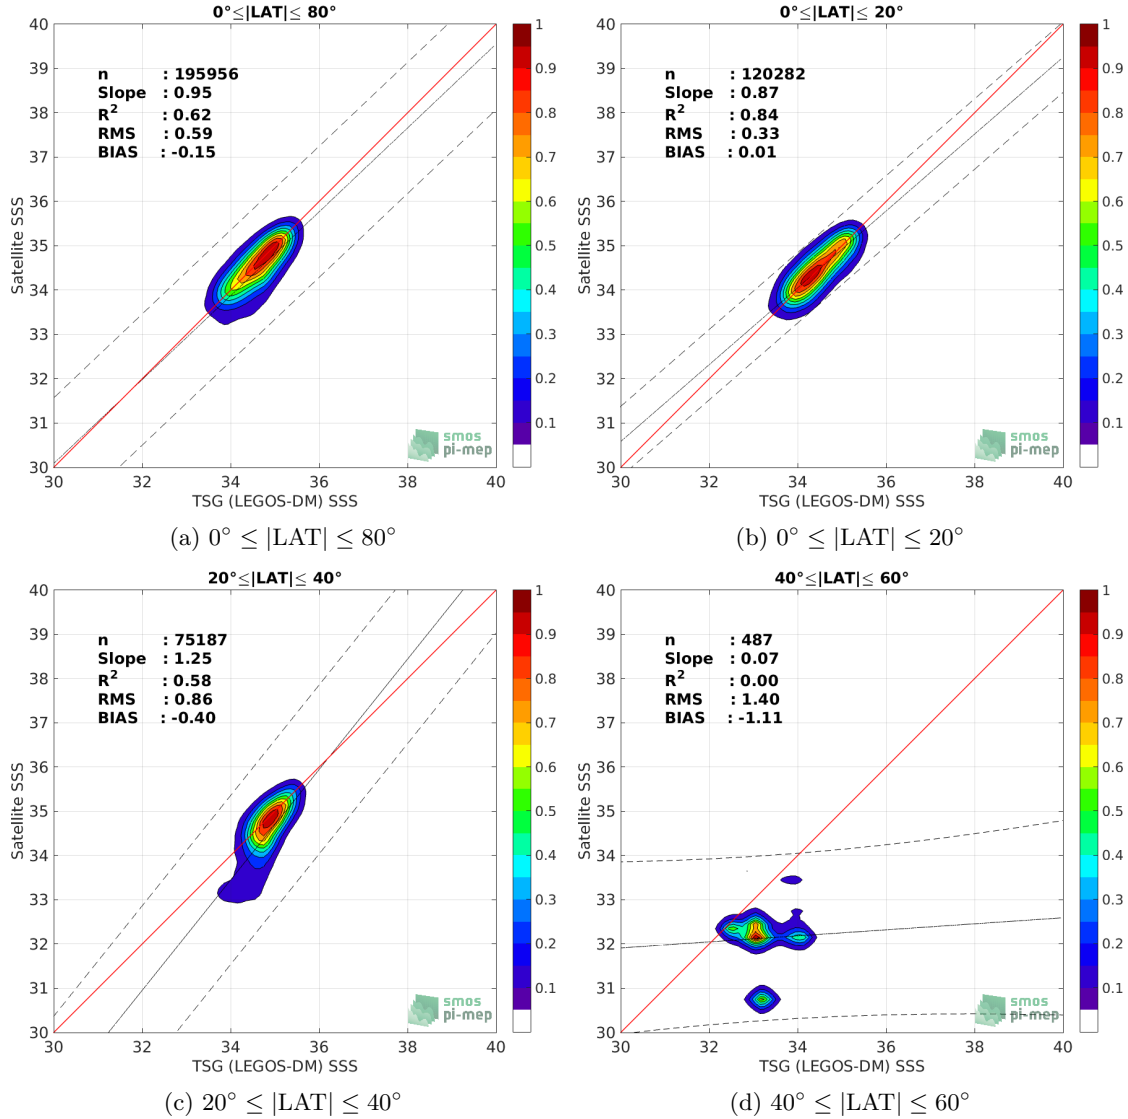 0°≤|LAT|≤ 80°
n : 195956
Slope : 0.95
R2 : 0.62
RMS : 0.59
BIAS : -0.15
Satellite SSS
40
39
38
37
36
35
34
33
32
31
30
30 32 34 36 38 40
TSG (LEGOS-DM) SSS
1
0.9
0.8
0.7
0.6
0.5
0.4
0.3
0.2
0.1
smos
pi-mep
(a) 0° ≤ |LAT| ≤ 80°
0°≤|LAT|≤ 20°
n : 120282
Slope : 0.87
R2 : 0.84
RMS : 0.33
BIAS : 0.01
Satellite SSS
40
39
38
37
36
35
34
33
32
31
30
30 32 34 36 38 40
TSG (LEGOS-DM) SSS
1
0.9
0.8
0.7
0.6
0.5
0.4
0.3
0.2
0.1
smos
pi-mep
(b) 0° ≤ |LAT| ≤ 20°
20°≤|LAT|≤ 40°
n : 75187
Slope : 1.25
R2 : 0.58
RMS : 0.86
BIAS : -0.40
Satellite SSS
40
39
38
37
36
35
34
33
32
31
30
30 32 34 36 38 40
TSG (LEGOS-DM) SSS
1
0.9
0.8
0.7
0.6
0.5
0.4
0.3
0.2
0.1
smos
pi-mep
(c) 20° ≤ |LAT| ≤ 40°
40°≤|LAT|≤ 60°
n : 487
Slope : 0.07
R2 : 0.00
RMS : 1.40
BIAS : -1.11
Satellite SSS
40
39
38
37
36
35
34
33
32
31
30
30 32 34 36 38 40
TSG (LEGOS-DM) SSS
1
0.9
0.8
0.7
0.6
0.5
0.4
0.3
0.2
0.1
smos
pi-mep
(d) 40° ≤ |LAT| ≤ 60°